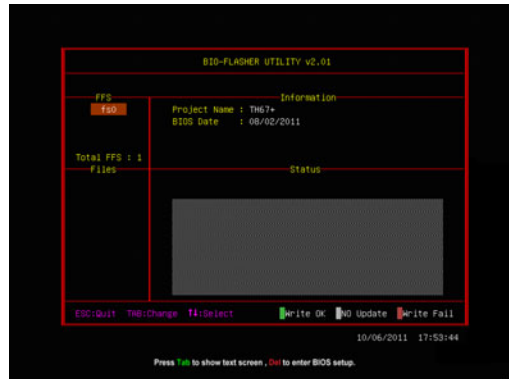 BIO-FLASHER UTILITY v2.01
FFS
Information
fs0
Project Name : TH67+
BIOS Date : 08/02/2011
Total FFS : 1
Files
Status
ESC:Quit TAB:Change ↑↓:Select Write OK NO Update Write Fail
10/06/2011 17:53:44
Press Tab to show text screen , Del to enter BIOS setup.